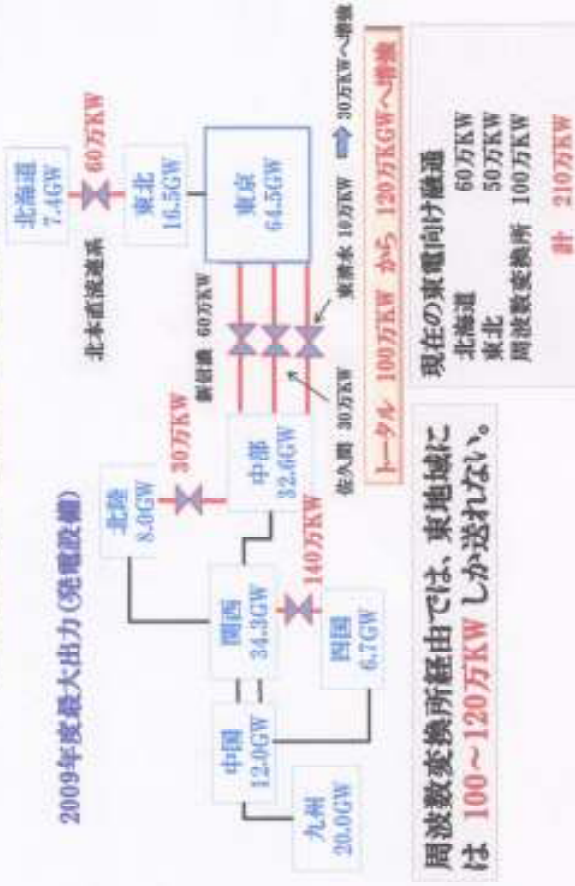 2009年度最大出力(発電設備)
北海道
7.4GW
60万KW
北本直流連系
東北
16.5GW
東京
64.5GW
北陸
8.0GW
30万KW
新信濃 60万KW
中部
32.6GW
佐久間 30万KW
東清水 10万KW ⇒ 30万KWへ増強
トータル 100万KW から 120万KGWへ増強
関西
34.3GW
140万KW
四国
6.7GW
中国
12.0GW
九州
20.0GW
周波数変換所経由では、東地域に
は 100~120万KW しか送れない。
現在の東電向け融通
北海道 60万KW
東北 50万KW
周波数変換所 100万KW
計 210万KW